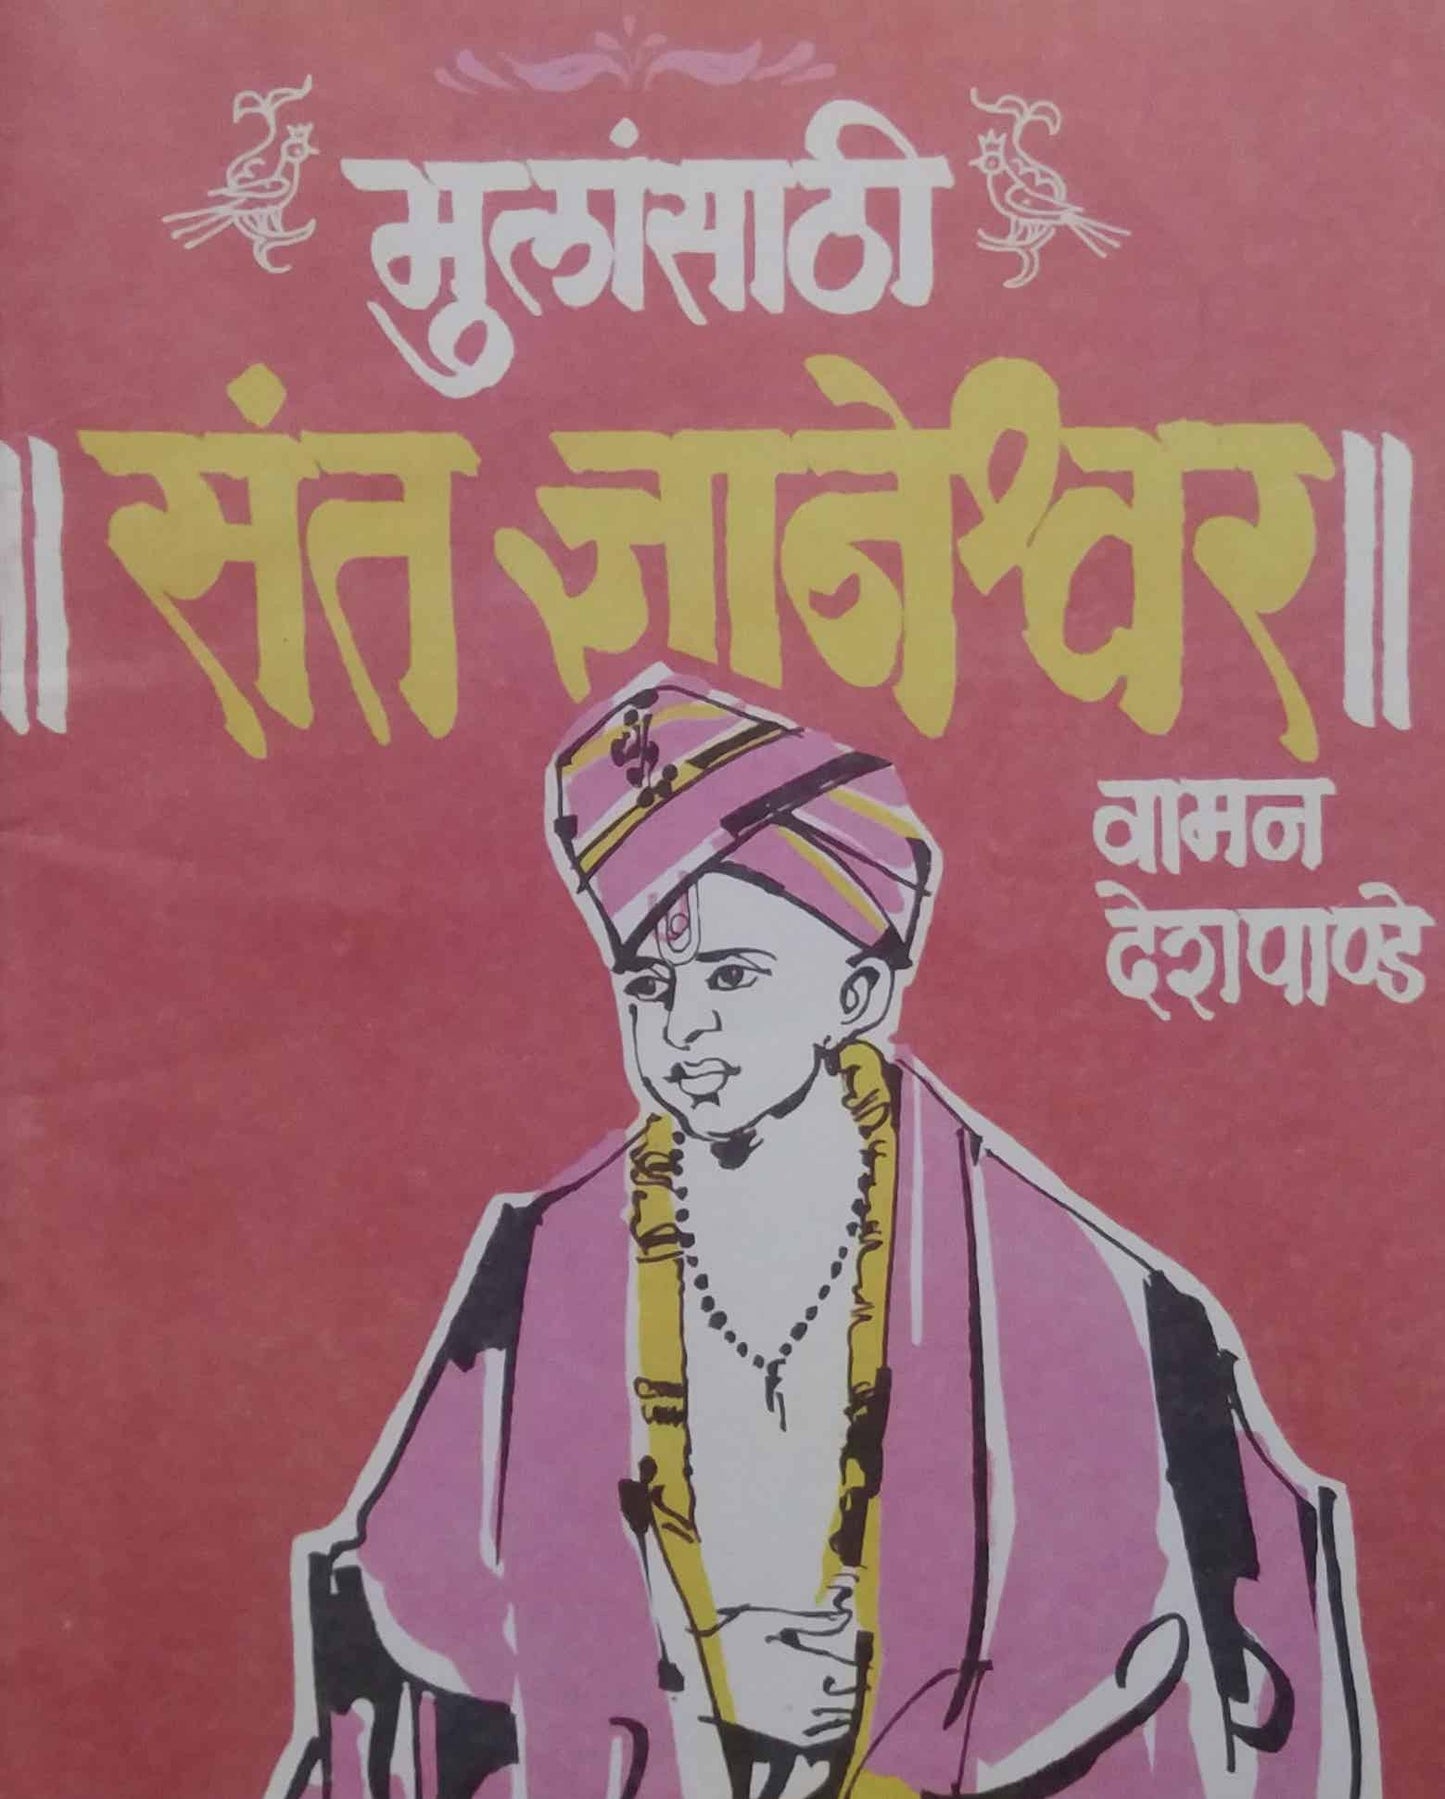 मुलांसाठी
॥ संत ज्ञानेश्वर ॥
वामन
देशपाण्डे